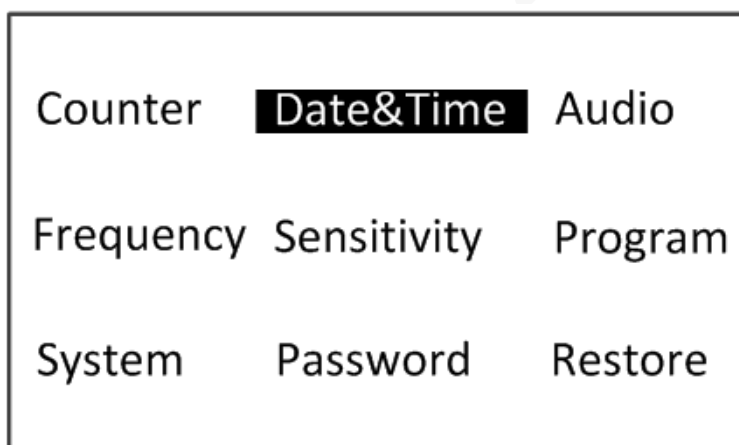 Counter Date&Time Audio
Frequency Sensitivity Program
System Password Restore